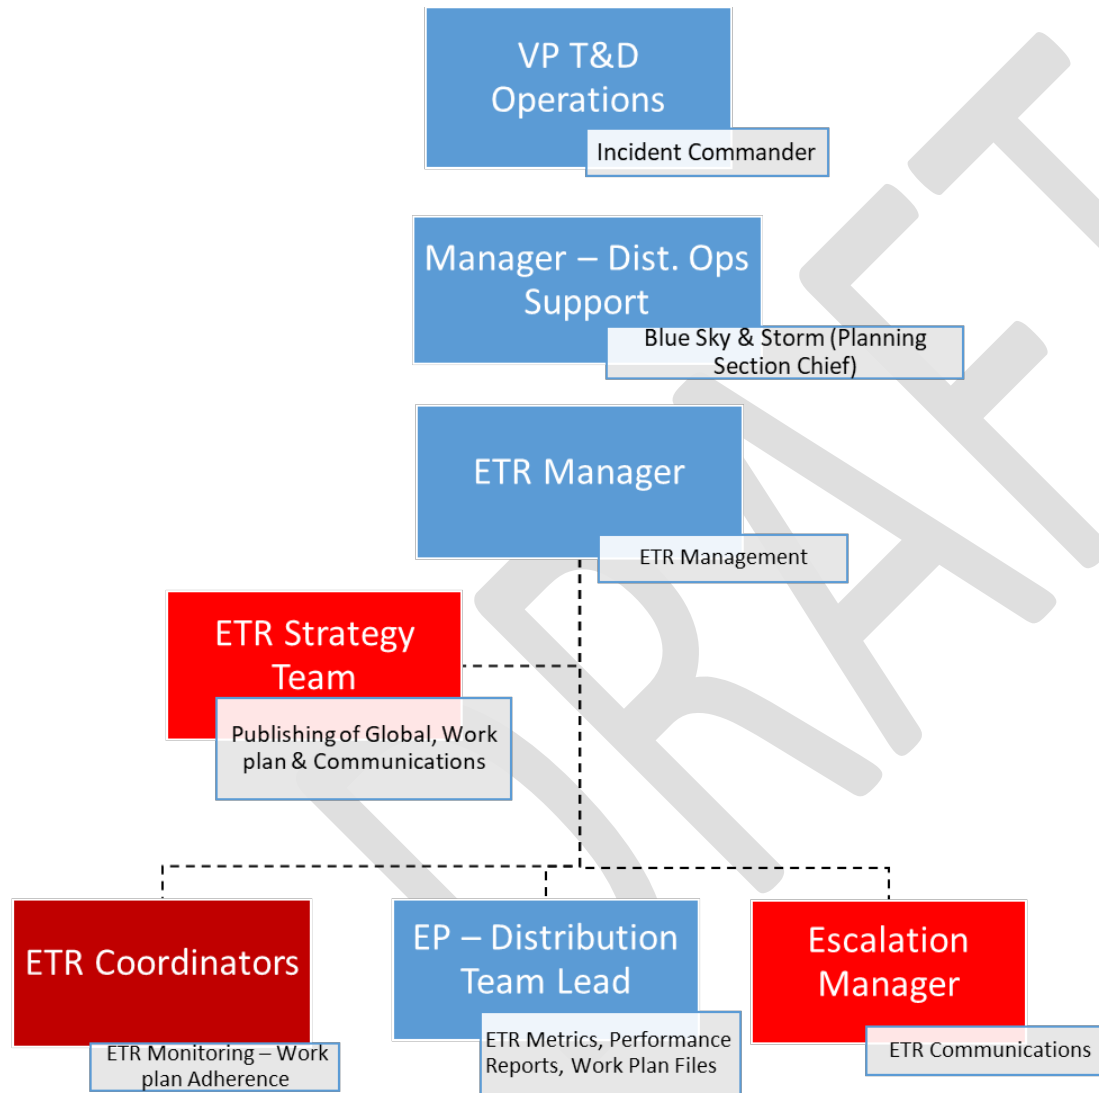 VP T&D
Operations
Incident Commander
Manager – Dist. Ops
Support
Blue Sky & Storm (Planning
Section Chief)
ETR Manager
ETR Management
ETR Strategy
Team
Publishing of Global, Work
plan & Communications
ETR Coordinators
ETR Monitoring – Work
plan Adherence
EP – Distribution
Team Lead
ETR Metrics, Performance
Reports, Work Plan Files
Escalation
Manager
ETR Communications
DRAFT